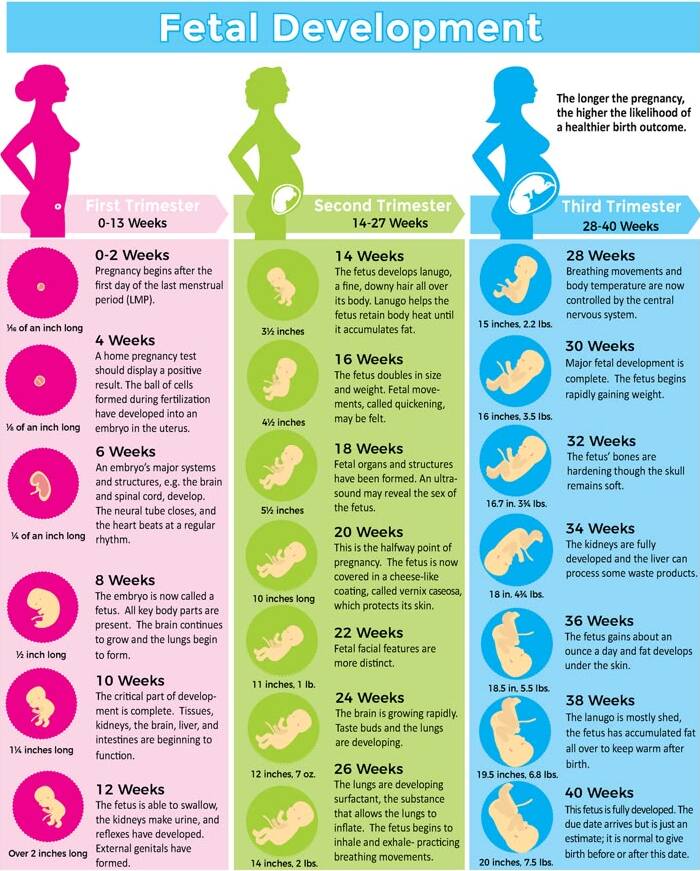 Fetal Development
The longer the pregnancy,
the higher the likelihood of
a healthier birth outcome.
First Trimester
0-13 Weeks
Second Trimester
14-27 Weeks
Third Trimester
28-40 Weeks
0-2 Weeks
Pregnancy begins after the
first day of the last menstrual
period (LMP).
1⁄16 of an inch long
4 Weeks
A home pregnancy test
should display a positive
result. The ball of cells
formed during fertilization
have developed into an
embryo in the uterus.
⅛ of an inch long
6 Weeks
An embryo's major systems
and structures, e.g. the brain
and spinal cord, develop.
The neural tube closes, and
the heart beats at a regular
rhythm.
¼ of an inch long
8 Weeks
The embryo is now called a
fetus. All key body parts are
present. The brain continues
to grow and the lungs begin
to form.
½ inch long
10 Weeks
The critical part of develop-
ment is complete. Tissues,
kidneys, the brain, liver, and
intestines are beginning to
function.
1¼ inches long
12 Weeks
The fetus is able to swallow,
the kidneys make urine, and
reflexes have developed.
External genitals have
formed.
Over 2 inches long
14 Weeks
The fetus develops lanugo,
a fine, downy hair all over
its body. Lanugo helps the
fetus retain body heat until
it accumulates fat.
3½ inches
16 Weeks
The fetus doubles in size
and weight. Fetal move-
ments, called quickening,
may be felt.
4½ inches
18 Weeks
Fetal organs and structures
have been formed. An ultra-
sound may reveal the sex of
the fetus.
5½ inches
20 Weeks
This is the halfway point of
pregnancy. The fetus is now
covered in a cheese-like
coating, called vernix caseosa,
which protects its skin.
10 inches long
22 Weeks
Fetal facial features are
more distinct.
11 inches, 1 lb.
24 Weeks
The brain is growing rapidly.
Taste buds and the lungs
are developing.
12 inches, 7 oz.
26 Weeks
The lungs are developing
surfactant, the substance
that allows the lungs to
inflate. The fetus begins to
inhale and exhale- practicing
breathing movements.
14 inches, 2 lbs.
28 Weeks
Breathing movements and
body temperature are now
controlled by the central
nervous system.
15 inches, 2.2 lbs.
30 Weeks
Major fetal development is
complete. The fetus begins
rapidly gaining weight.
16 inches, 3.5 lbs.
32 Weeks
The fetus' bones are
hardening though the skull
remains soft.
16.7 in. 3¾ lbs.
34 Weeks
The kidneys are fully
developed and the liver can
process some waste products.
18 in. 4¾ lbs.
36 Weeks
The fetus gains about an
ounce a day and fat develops
under the skin.
18.5 in, 5.5 lbs.
38 Weeks
The lanugo is mostly shed,
the fetus has accumulated fat
all over to keep warm after
birth.
19.5 inches, 6.8 lbs.
40 Weeks
This fetus is fully developed. The
due date arrives but is just an
estimate; it is normal to give
birth before or after this date.
20 inches, 7.5 lbs.